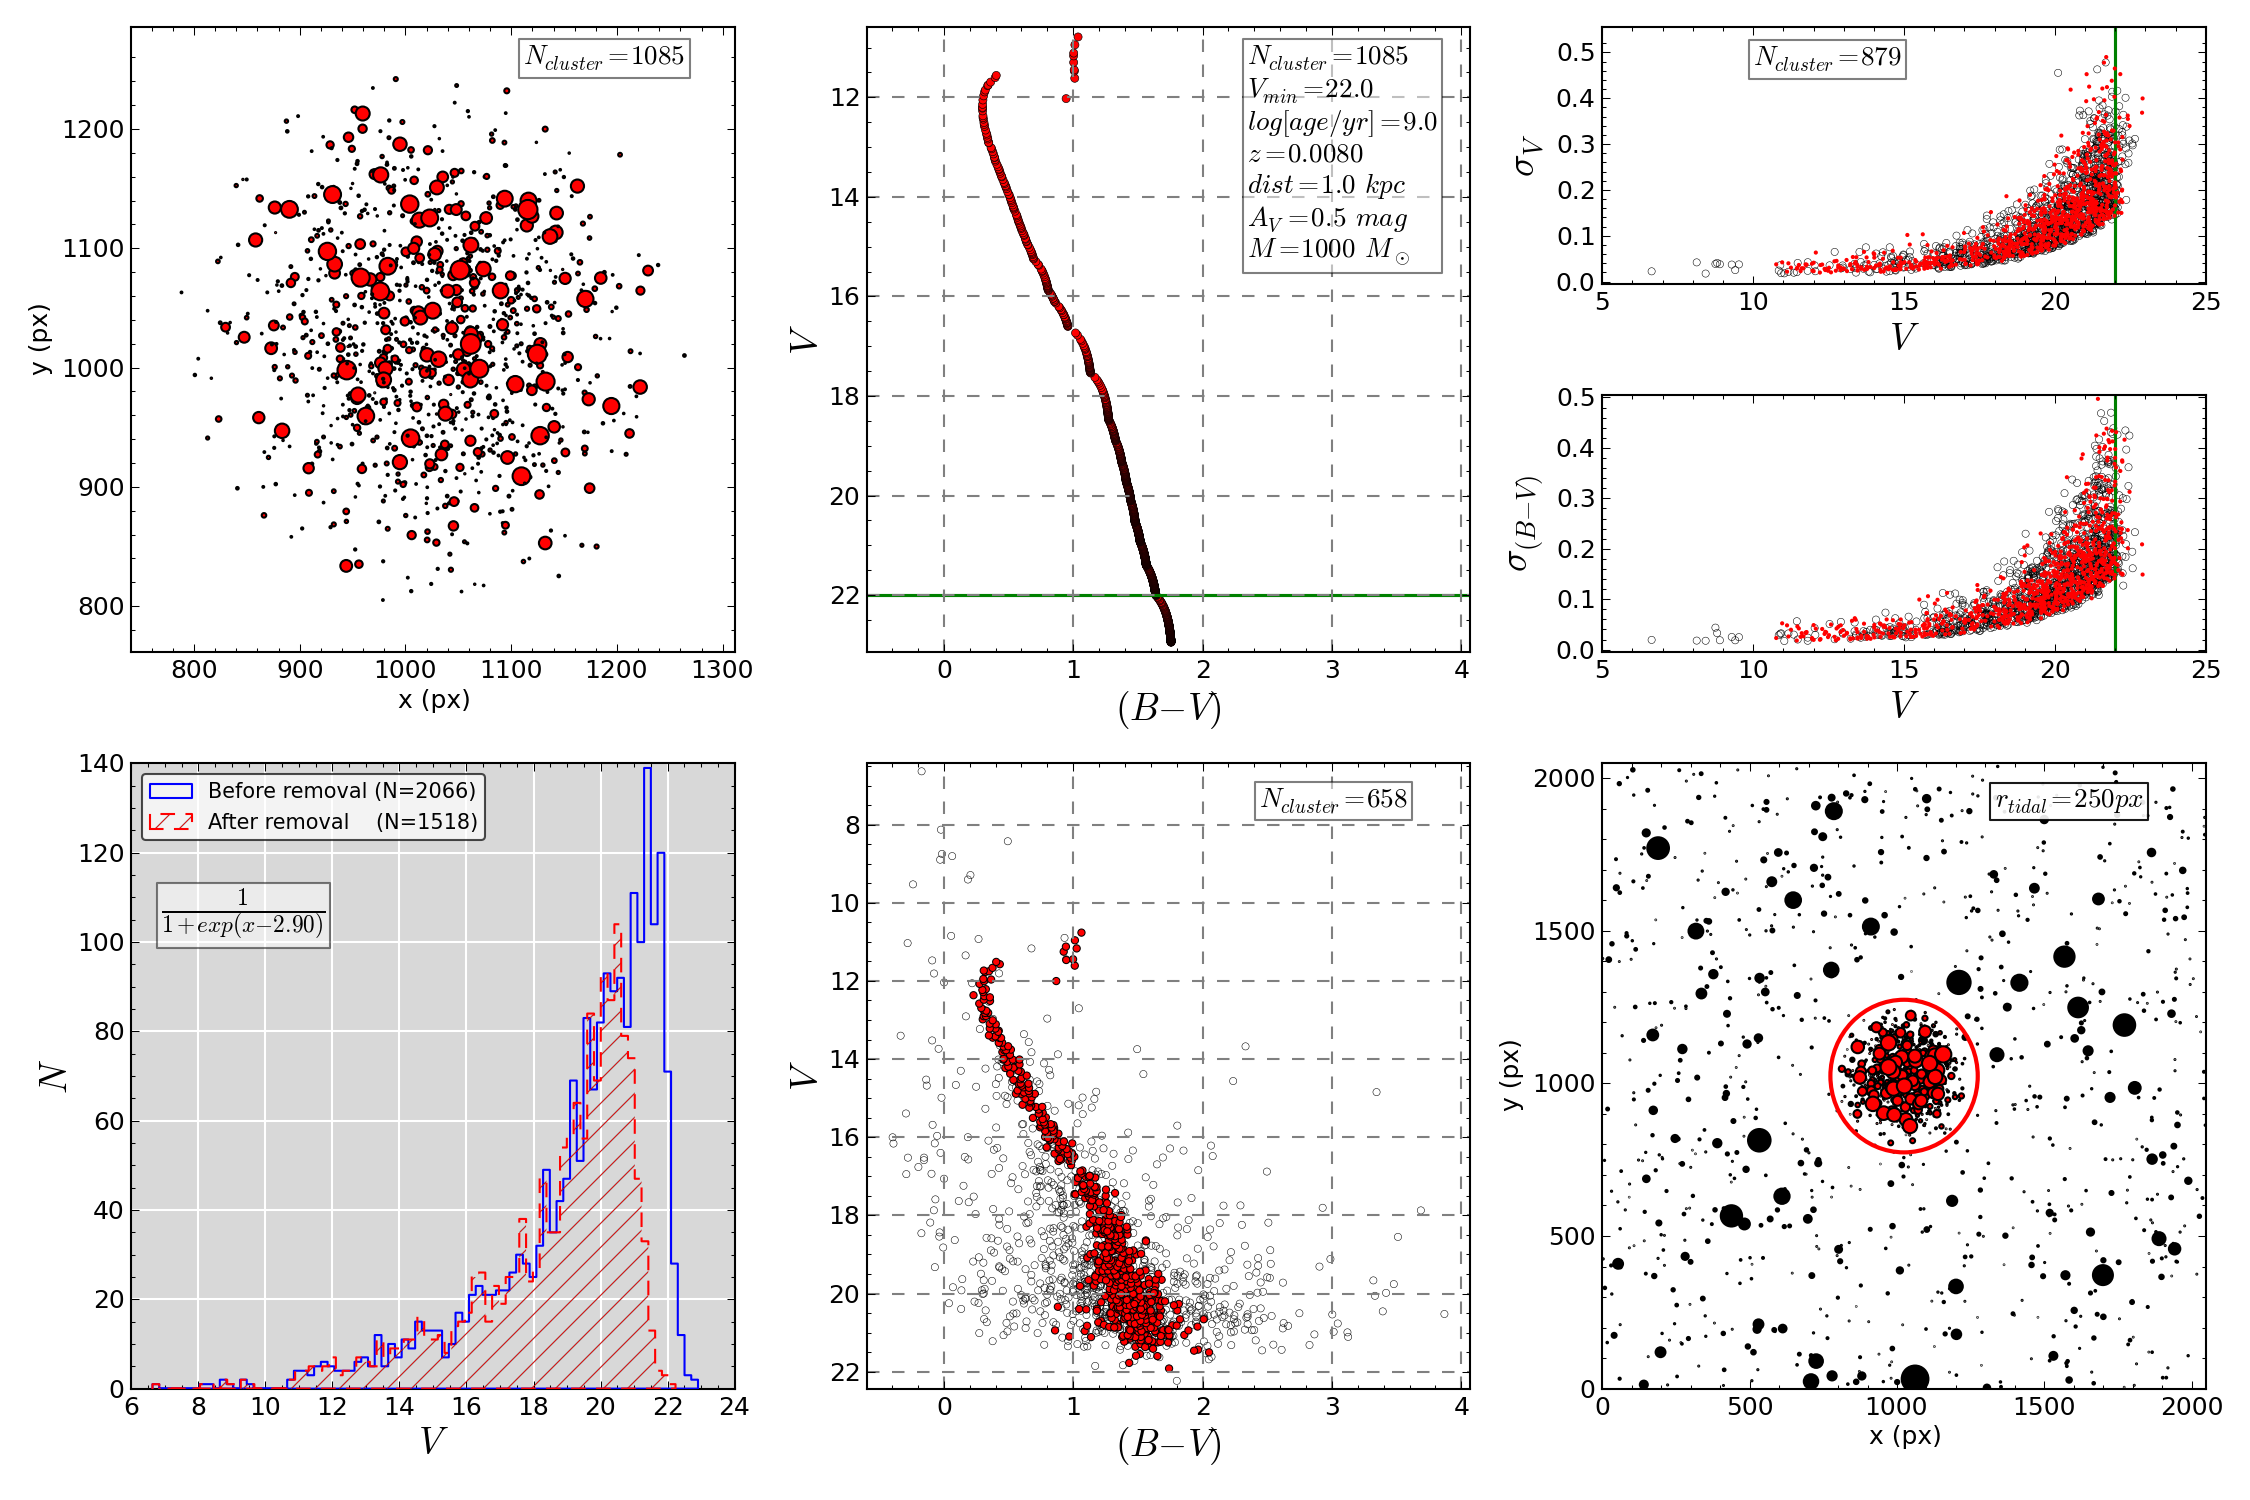 N_cluster=1085
1200
1100
1000
900
800
y (px)
800 900 1000 1100 1200 1300
x (px)
N_cluster=1085
V_min=22.0
log[age/yr]=9.0
z=0.0080
dist=1.0 kpc
A_V=0.5 mag
M=1000 M_⊙
12
14
16
18
20
22
V
0 1 2 3 4
(B−V)
N_cluster=879
0.5
0.4
0.3
0.2
0.1
0.0
σ_V
5 10 15 20 25
V
0.5
0.4
0.3
0.2
0.1
0.0
σ_(B−V)
5 10 15 20 25
V
140
120
100
80
60
40
20
0
N
Before removal (N=2066)
After removal (N=1518)
1
1+exp(x−2.90)
6 8 10 12 14 16 18 20 22 24
V
N_cluster=658
8
10
12
14
16
18
20
22
V
0 1 2 3 4
(B−V)
r_tidal=250px
2000
1500
1000
500
0
y (px)
0 500 1000 1500 2000
x (px)